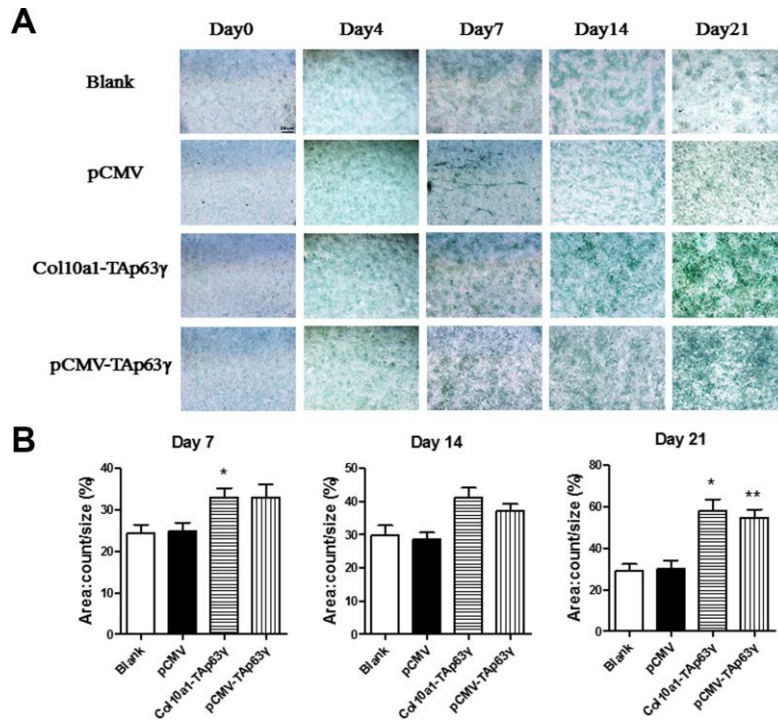 A
Day0 Day4 Day7 Day14 Day21
Blank
pCMV
Col10a1-TAp63γ
pCMV-TAp63γ
B
Day 7
Area:count/size (%)
40
30
20
10
0
*
Blank
pCMV
Col10a1-TAp63γ
pCMV-TAp63γ
Day 14
Area:count/size (%)
50
40
30
20
10
0
Blank
pCMV
Col10a1-TAp63γ
pCMV-TAp63γ
Day 21
Area:count/size (%)
80
60
40
20
0
*
**
Blank
pCMV
Col10a1-TAp63γ
pCMV-TAp63γ